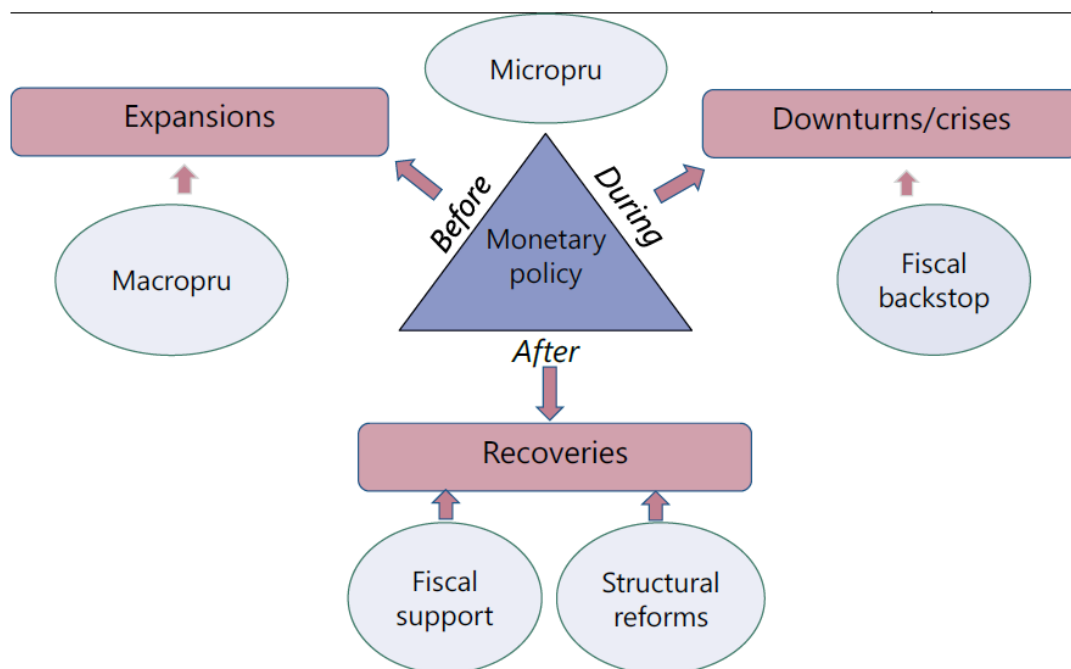 Micropru
Expansions
Downturns/crises
Before
During
Monetary
policy
Macropru
Fiscal
backstop
After
Recoveries
Fiscal
support
Structural
reforms